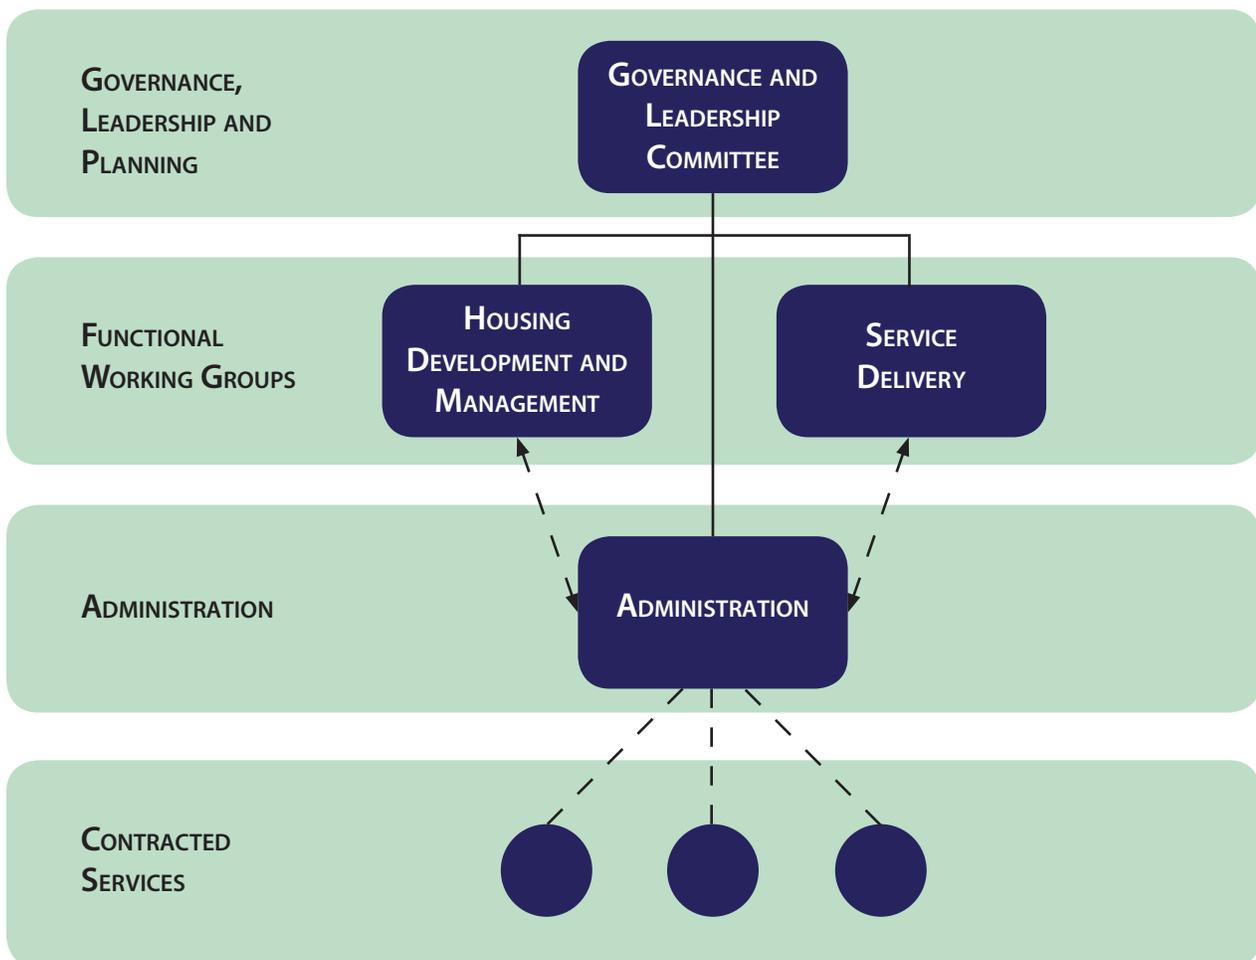 Governance,
Leadership and
Planning
Governance and
Leadership
Committee
Functional
Working Groups
Housing
Development and
Management
Service
Delivery
Administration
Administration
Contracted
Services